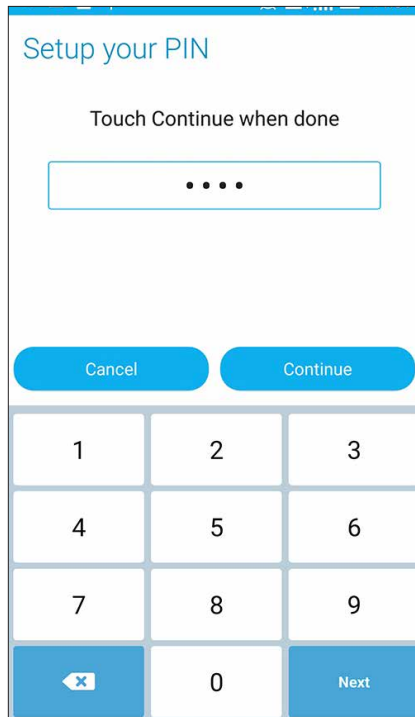 Setup your PIN
Touch Continue when done
••••
Cancel Continue
1 2 3
4 5 6
7 8 9
0 Next